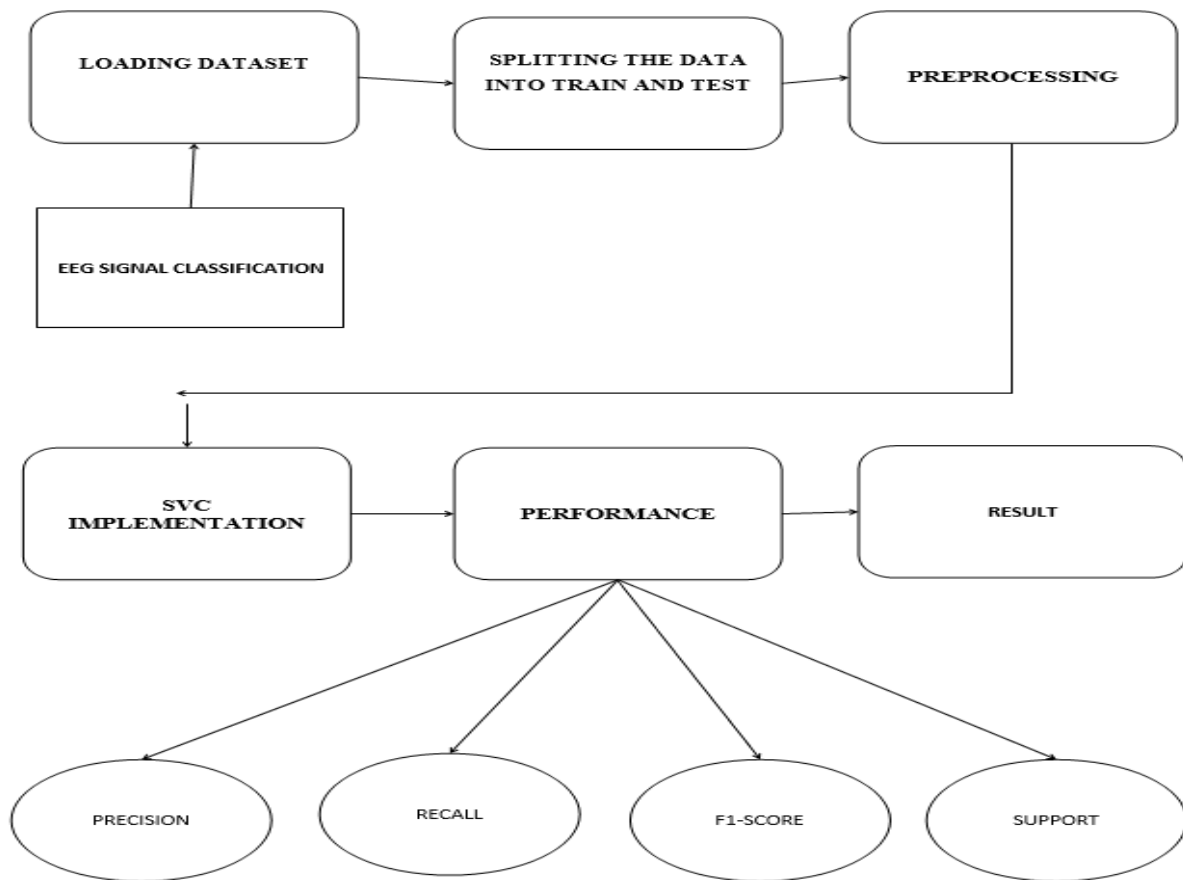 LOADING DATASET
SPLITTING THE DATA
INTO TRAIN AND TEST
PREPROCESSING
EEG SIGNAL CLASSIFICATION
SVC
IMPLEMENTATION
PERFORMANCE
RESULT
PRECISION
RECALL
F1-SCORE
SUPPORT